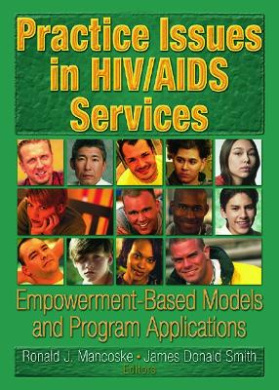 Practice Issues
in HIV/AIDS
Services
Empowerment-Based Models
and Program Applications
Ronald J. Mancoske • James Donald Smith
Editors